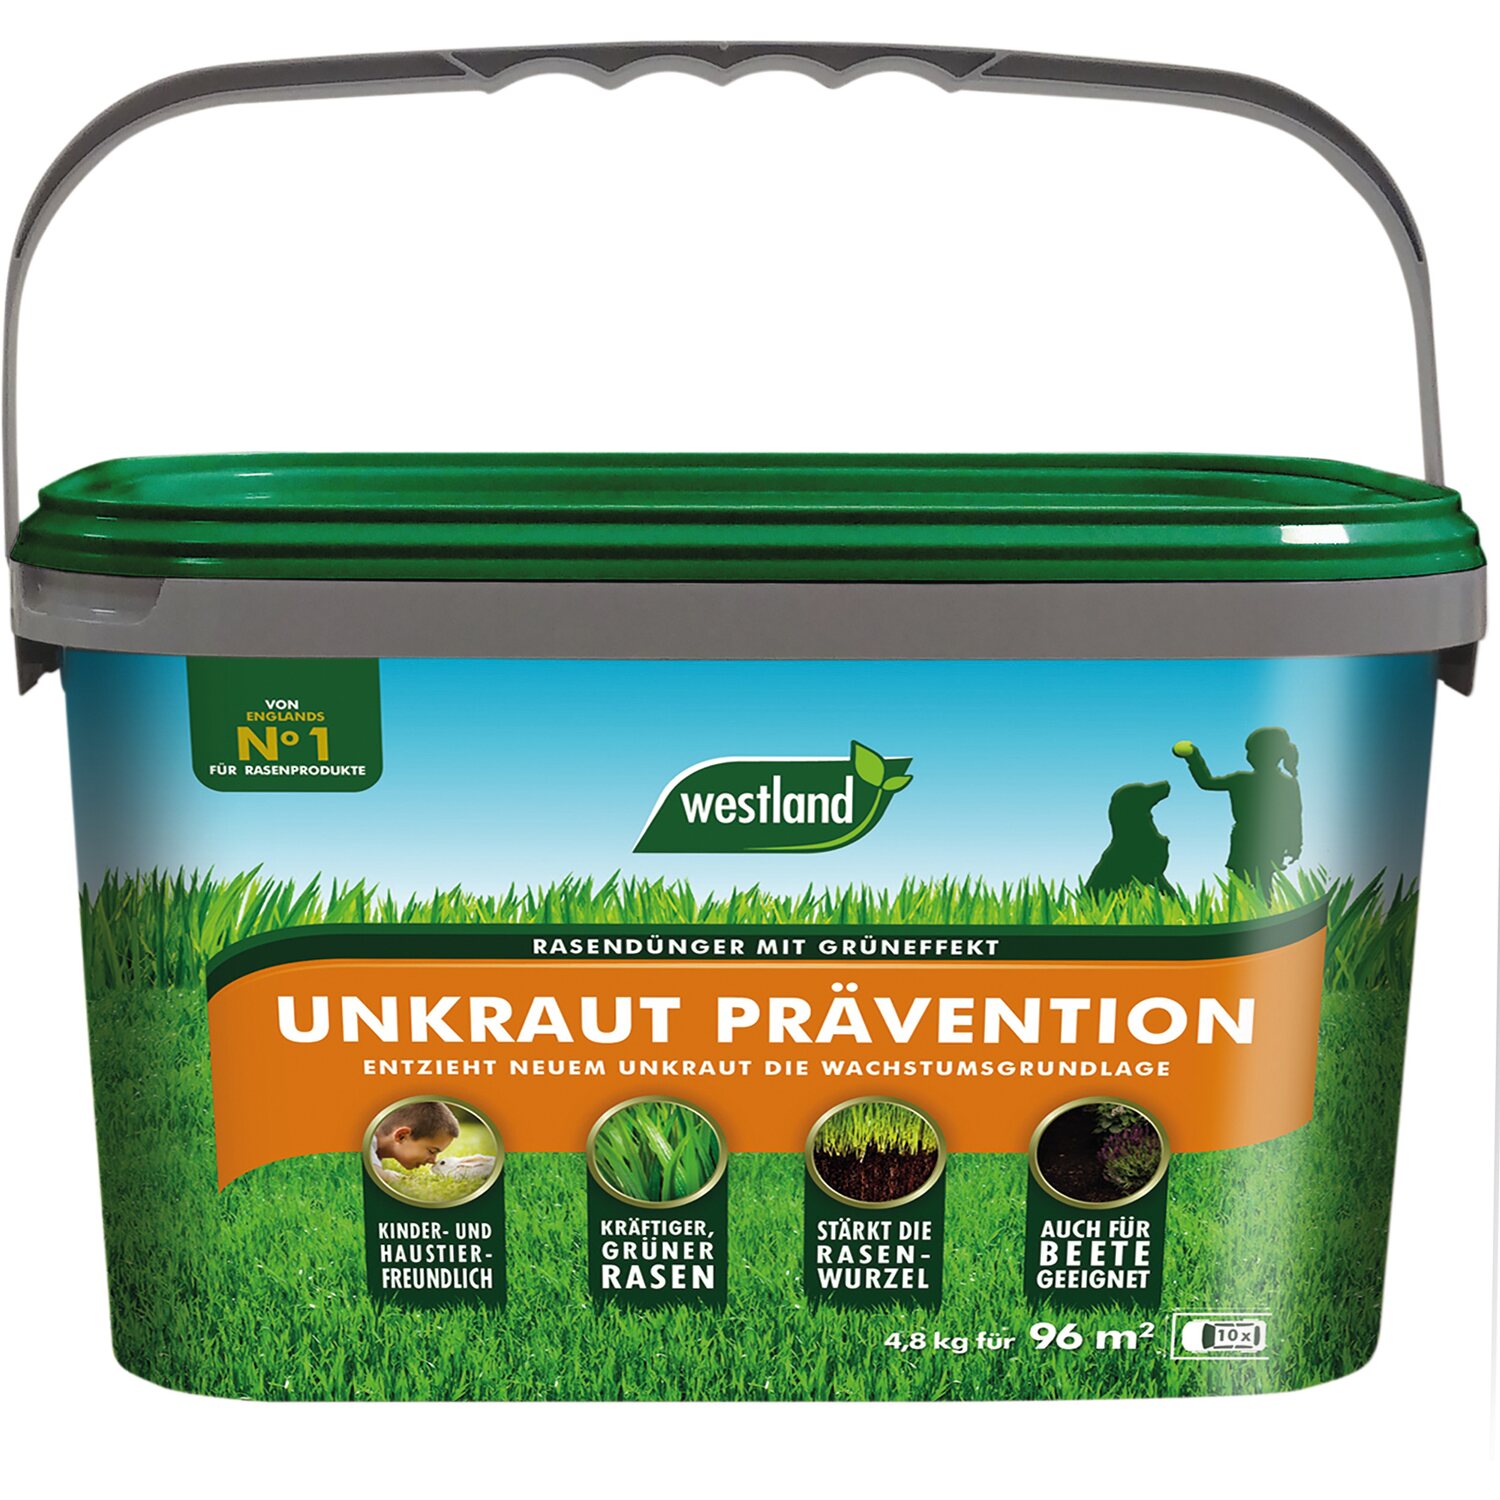 VON
ENGLANDS
Nº 1
FÜR RASENPRODUKTE
westland
RASENDÜNGER MIT GRÜNEFFEKT
UNKRAUT PRÄVENTION
ENTZIEHT NEUEM UNKRAUT DIE WACHSTUMSGRUNDLAGE
KINDER- UND
HAUSTIER-
FREUNDLICH
KRÄFTIGER,
GRÜNER
RASEN
STÄRKT DIE
RASEN-
WURZEL
AUCH FÜR
BEETE
GEEIGNET
4,8 kg für 96 m²
10x